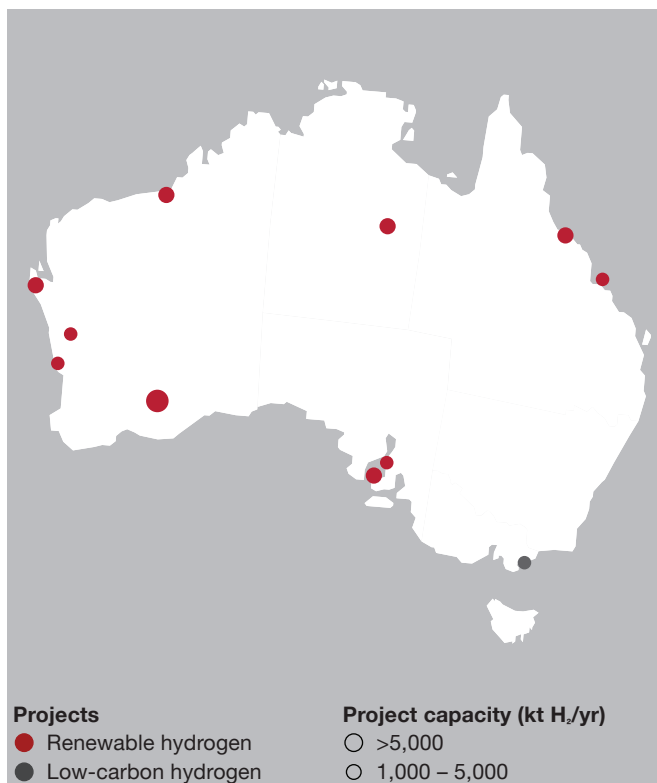 Projects
Renewable hydrogen
Low-carbon hydrogen
Project capacity (kt H₂/yr)
>5,000
1,000 – 5,000